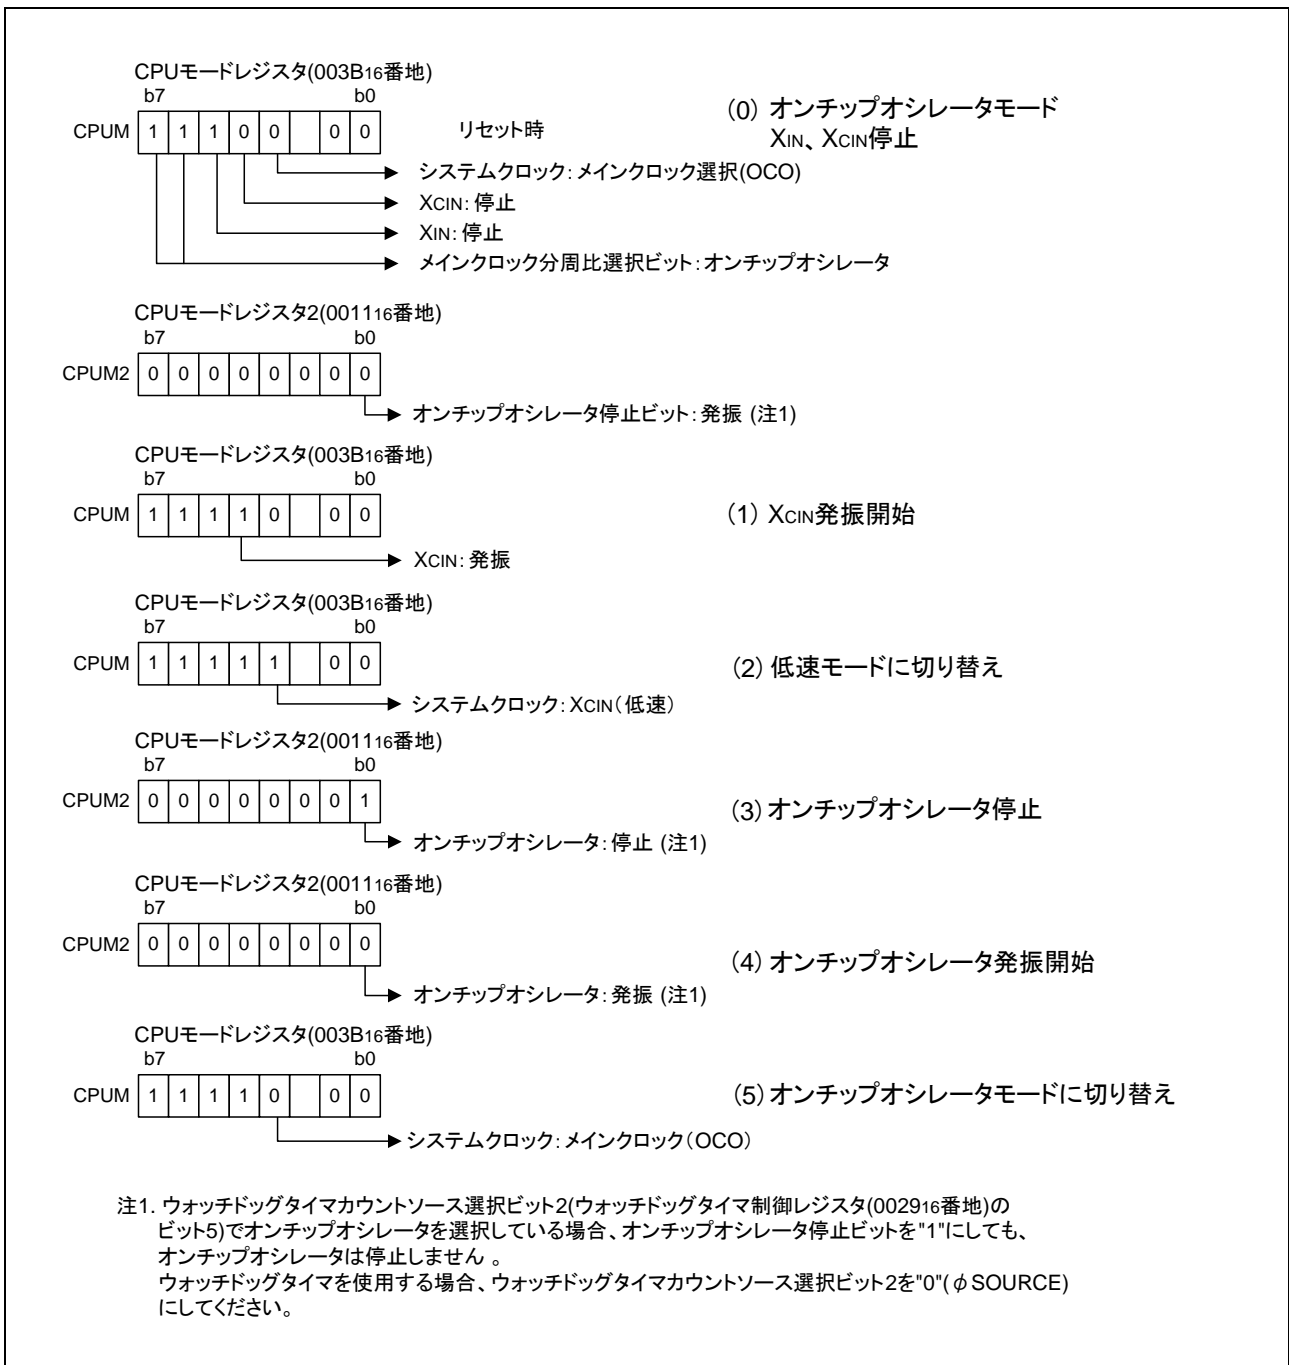 CPUモードレジスタ(003B16番地)
b7 b0
CPUM 1 1 1 0 0 0 0 リセット時
(0) オンチップオシレータモード
XIN、XCIN停止
システムクロック:メインクロック選択(OCO)
XCIN:停止
XIN:停止
メインクロック分周比選択ビット:オンチップオシレータ
CPUモードレジスタ2(001116番地)
b7 b0
CPUM2 0 0 0 0 0 0 0 0
オンチップオシレータ停止ビット:発振 (注1)
CPUモードレジスタ(003B16番地)
b7 b0
CPUM 1 1 1 1 0 0 0
(1) XCIN発振開始
XCIN:発振
CPUモードレジスタ(003B16番地)
b7 b0
CPUM 1 1 1 1 1 0 0
(2) 低速モードに切り替え
システムクロック:XCIN(低速)
CPUモードレジスタ2(001116番地)
b7 b0
CPUM2 0 0 0 0 0 0 0 1
(3) オンチップオシレータ停止
オンチップオシレータ:停止 (注1)
CPUモードレジスタ2(001116番地)
b7 b0
CPUM2 0 0 0 0 0 0 0 0
(4) オンチップオシレータ発振開始
オンチップオシレータ:発振 (注1)
CPUモードレジスタ(003B16番地)
b7 b0
CPUM 1 1 1 1 0 0 0
(5) オンチップオシレータモードに切り替え
システムクロック:メインクロック(OCO)
注1. ウォッチドッグタイマカウントソース選択ビット2(ウォッチドッグタイマ制御レジスタ(002916番地)の
ビット5)でオンチップオシレータを選択している場合、オンチップオシレータ停止ビットを"1"にしても、
オンチップオシレータは停止しません 。
ウォッチドッグタイマを使用する場合、ウォッチドッグタイマカウントソース選択ビット2を"0"(φSOURCE)
にしてください。